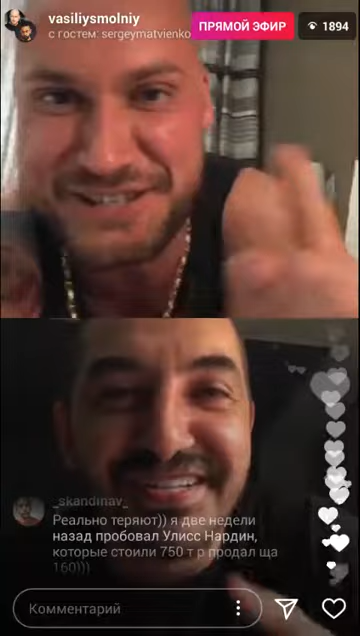 vasiliysmolniy
с гостем: sergeymatvienko
ПРЯМОЙ ЭФИР
1894
_skandinav_
Реально теряют)) я две недели
назад пробовал Улисс Нардин,
которые стоили 750 т р продал ща
160)))
Комментарий